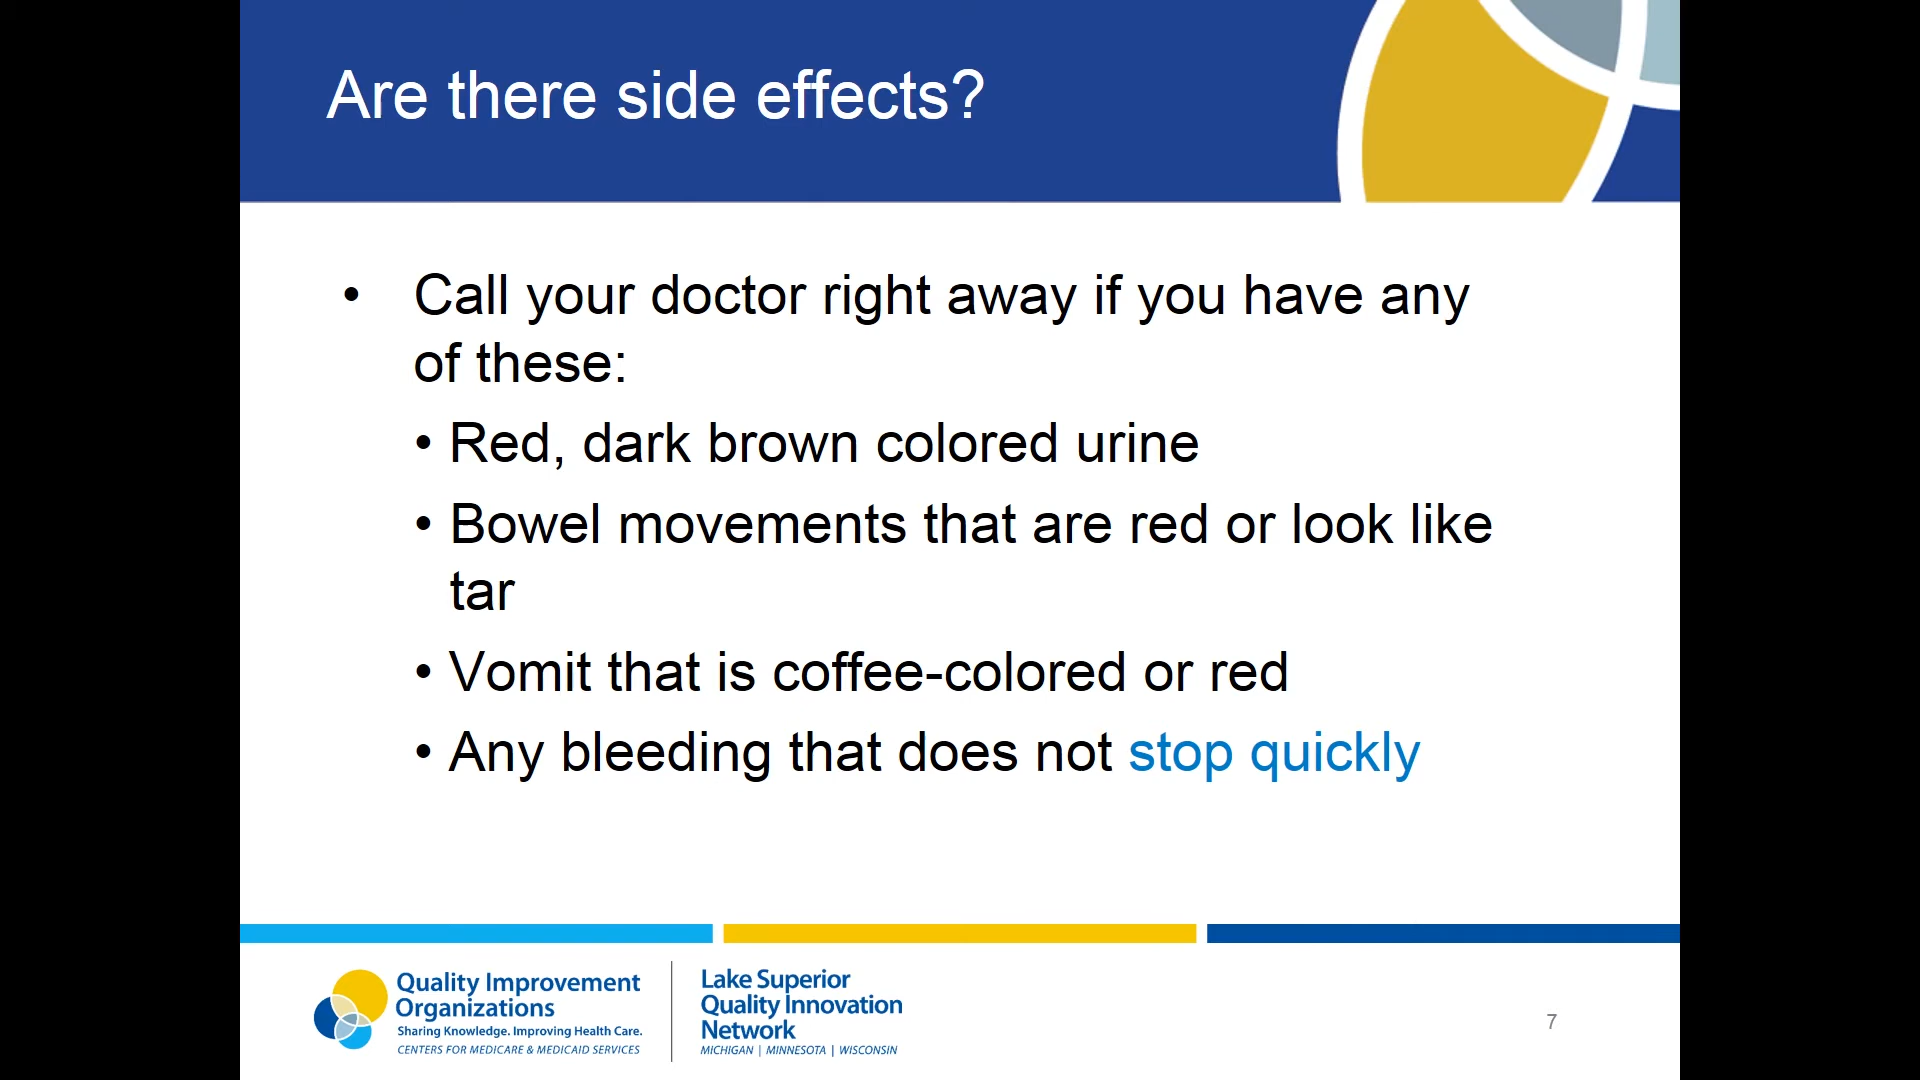 Are there side effects?
• Call your doctor right away if you have any
of these:
• Red, dark brown colored urine
• Bowel movements that are red or look like
tar
• Vomit that is coffee-colored or red
• Any bleeding that does not stop quickly
Quality Improvement
Organizations
Sharing Knowledge. Improving Health Care.
CENTERS FOR MEDICARE & MEDICAID SERVICES
Lake Superior
Quality Innovation
Network
MICHIGAN | MINNESOTA | WISCONSIN
7